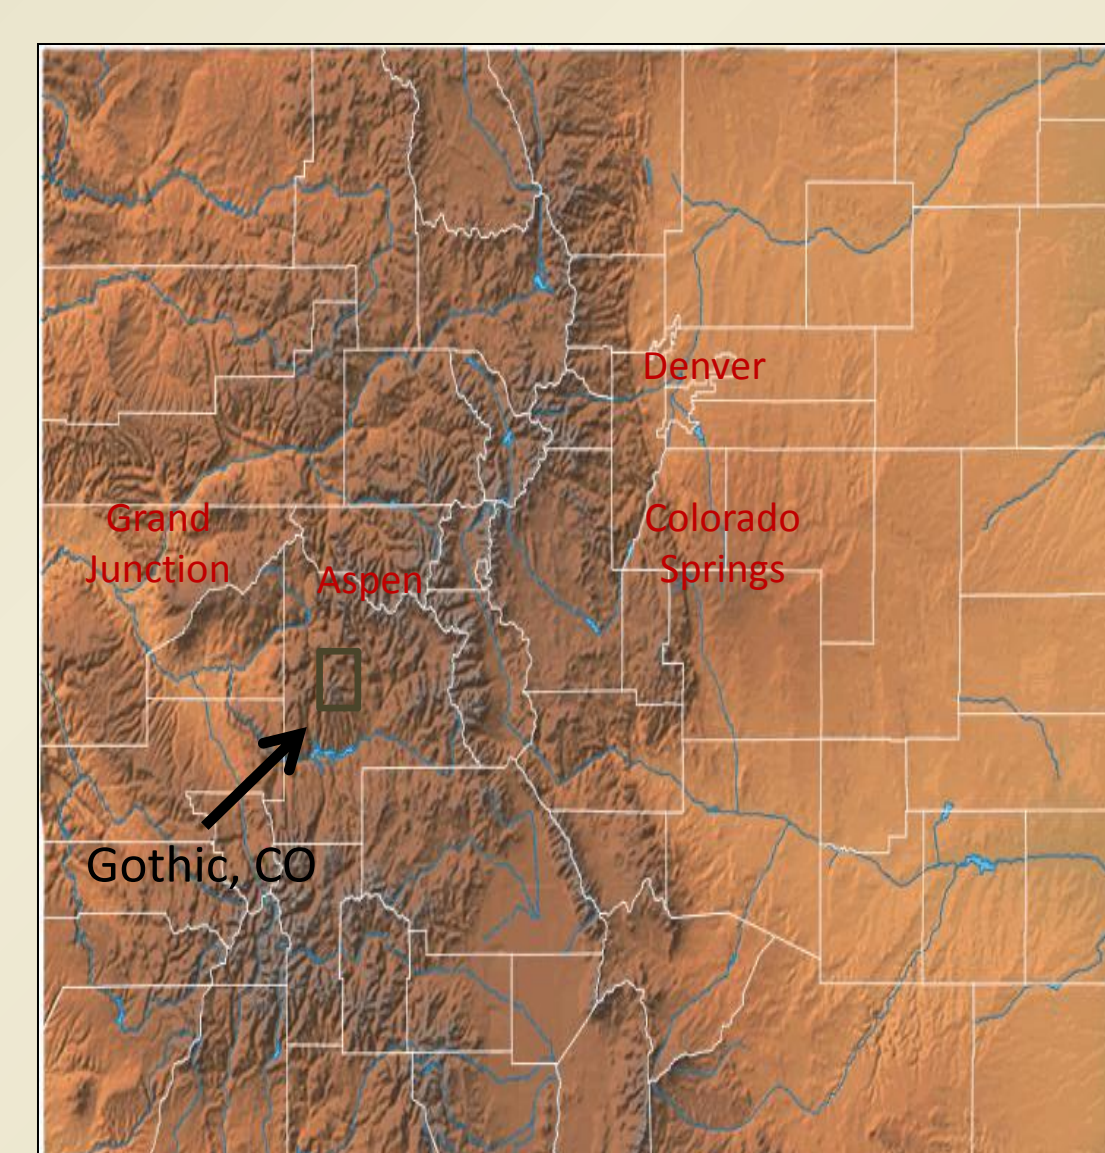 Denver
Grand
Junction
Aspen
Colorado
Springs
Gothic, CO